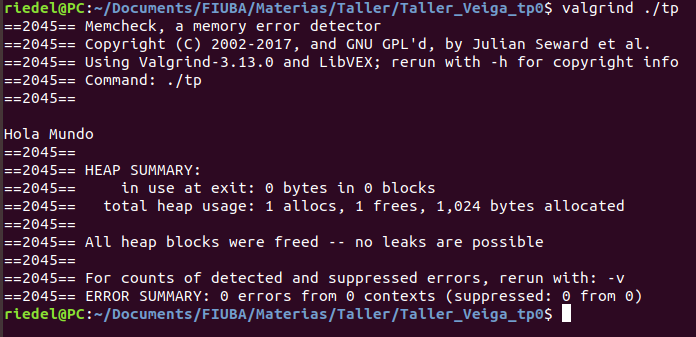 riedel@PC:~/Documents/FIUBA/Materias/Taller/Taller_Veiga_tp0$ valgrind ./tp
==2045== Memcheck, a memory error detector
==2045== Copyright (C) 2002-2017, and GNU GPL'd, by Julian Seward et al.
==2045== Using Valgrind-3.13.0 and LibVEX; rerun with -h for copyright info
==2045== Command: ./tp
==2045==
Hola Mundo
==2045==
==2045== HEAP SUMMARY:
==2045==     in use at exit: 0 bytes in 0 blocks
==2045==   total heap usage: 1 allocs, 1 frees, 1,024 bytes allocated
==2045==
==2045== All heap blocks were freed -- no leaks are possible
==2045==
==2045== For counts of detected and suppressed errors, rerun with: -v
==2045== ERROR SUMMARY: 0 errors from 0 contexts (suppressed: 0 from 0)
riedel@PC:~/Documents/FIUBA/Materias/Taller/Taller_Veiga_tp0$